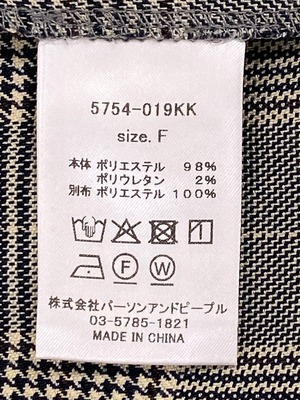 5754-019KK
size. F
本体 ポリエステル 98%
ポリウレタン 2%
別布 ポリエステル 100%
F W
株式会社パーソンアンドピープル
03-5785-1821
MADE IN CHINA